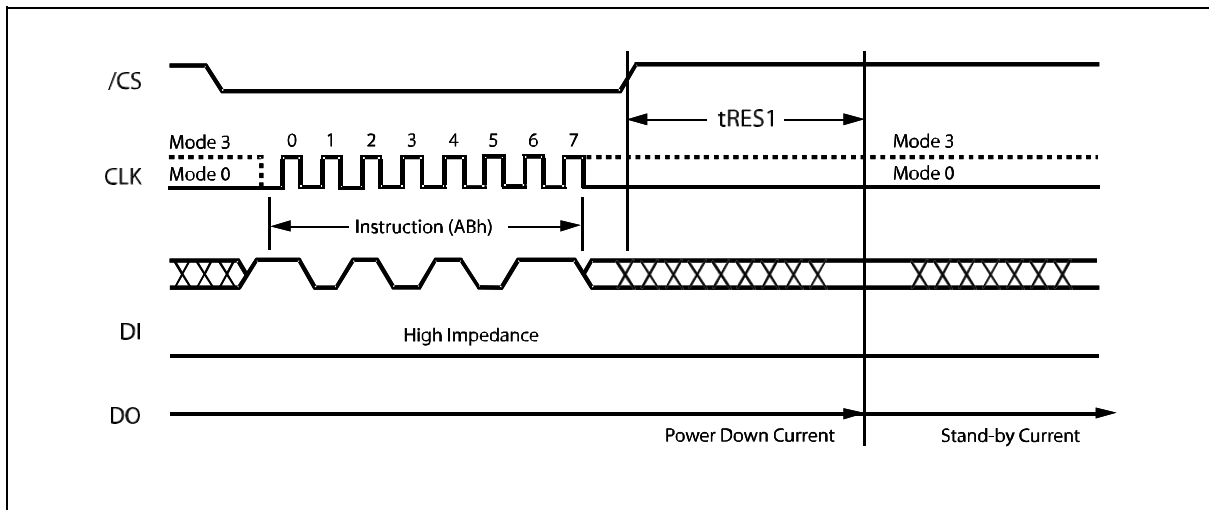 /CS
tRES1
Mode 3
0 1 2 3 4 5 6 7
Mode 3
CLK
Mode 0
Mode 0
Instruction (ABh)
DI
High Impedance
DO
Power Down Current
Stand-by Current